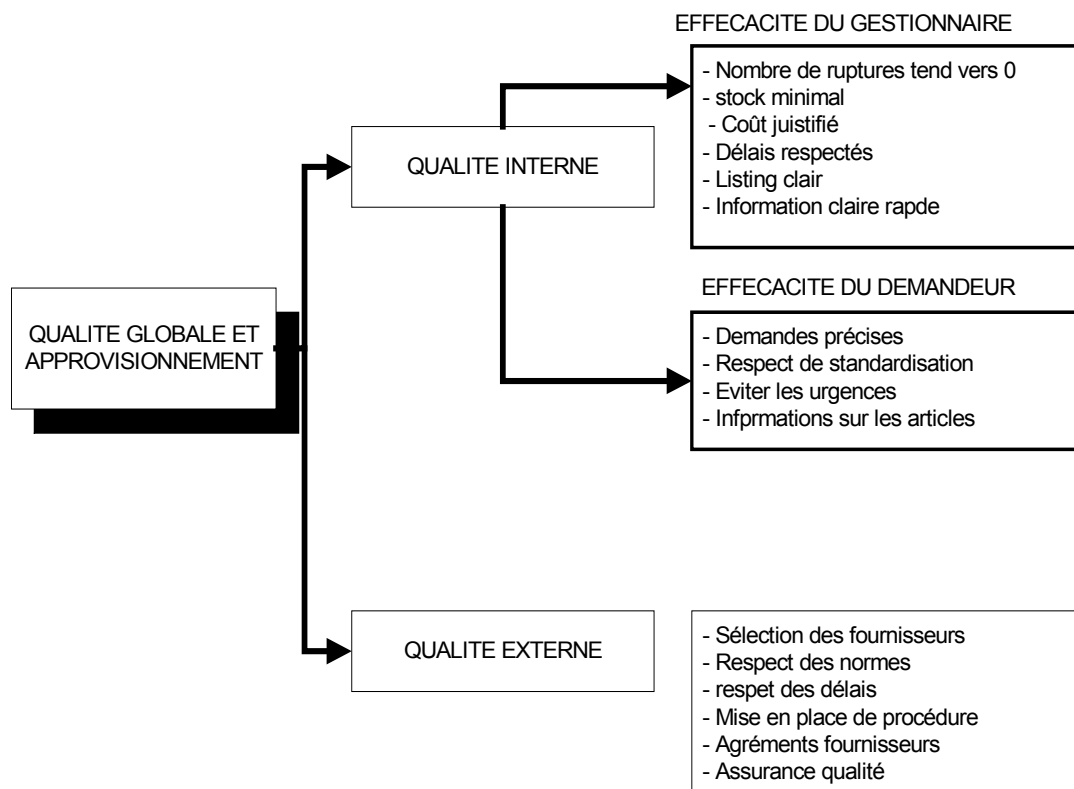 EFFECACITE DU GESTIONNAIRE
- Nombre de ruptures tend vers 0
- stock minimal
- Coût juistifié
- Délais respectés
- Listing clair
- Information claire rapde
QUALITE INTERNE
EFFECACITE DU DEMANDEUR
- Demandes précises
- Respect de standardisation
- Eviter les urgences
- Infprmations sur les articles
QUALITE GLOBALE ET
APPROVISIONNEMENT
QUALITE EXTERNE
- Sélection des fournisseurs
- Respect des normes
- respet des délais
- Mise en place de procédure
- Agréments fournisseurs
- Assurance qualité